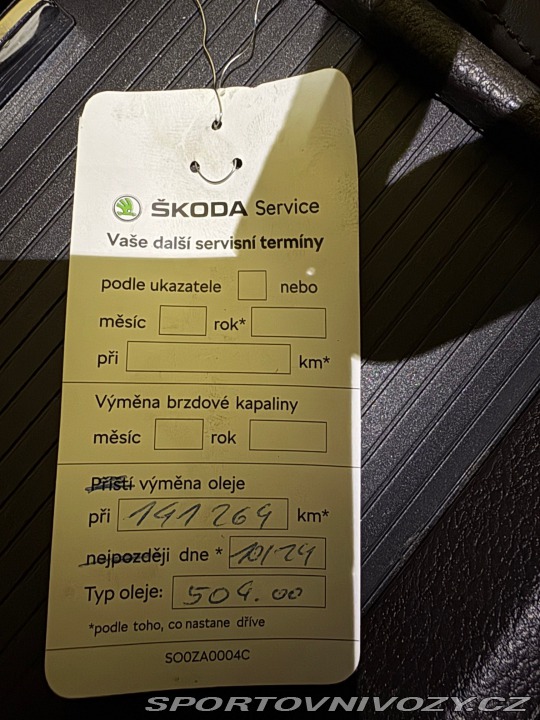 ŠKODA Service
Vaše další servisní termíny
podle ukazatele nebo
měsíc rok*
při km*
Výměna brzdové kapaliny
měsíc rok
Příští výměna oleje
při 191 269 km*
nejpozději dne * 10/24
Typ oleje: 504.00
*podle toho, co nastane dříve
SO0ZA0004C
SPORTOVNIVOZY.CZ